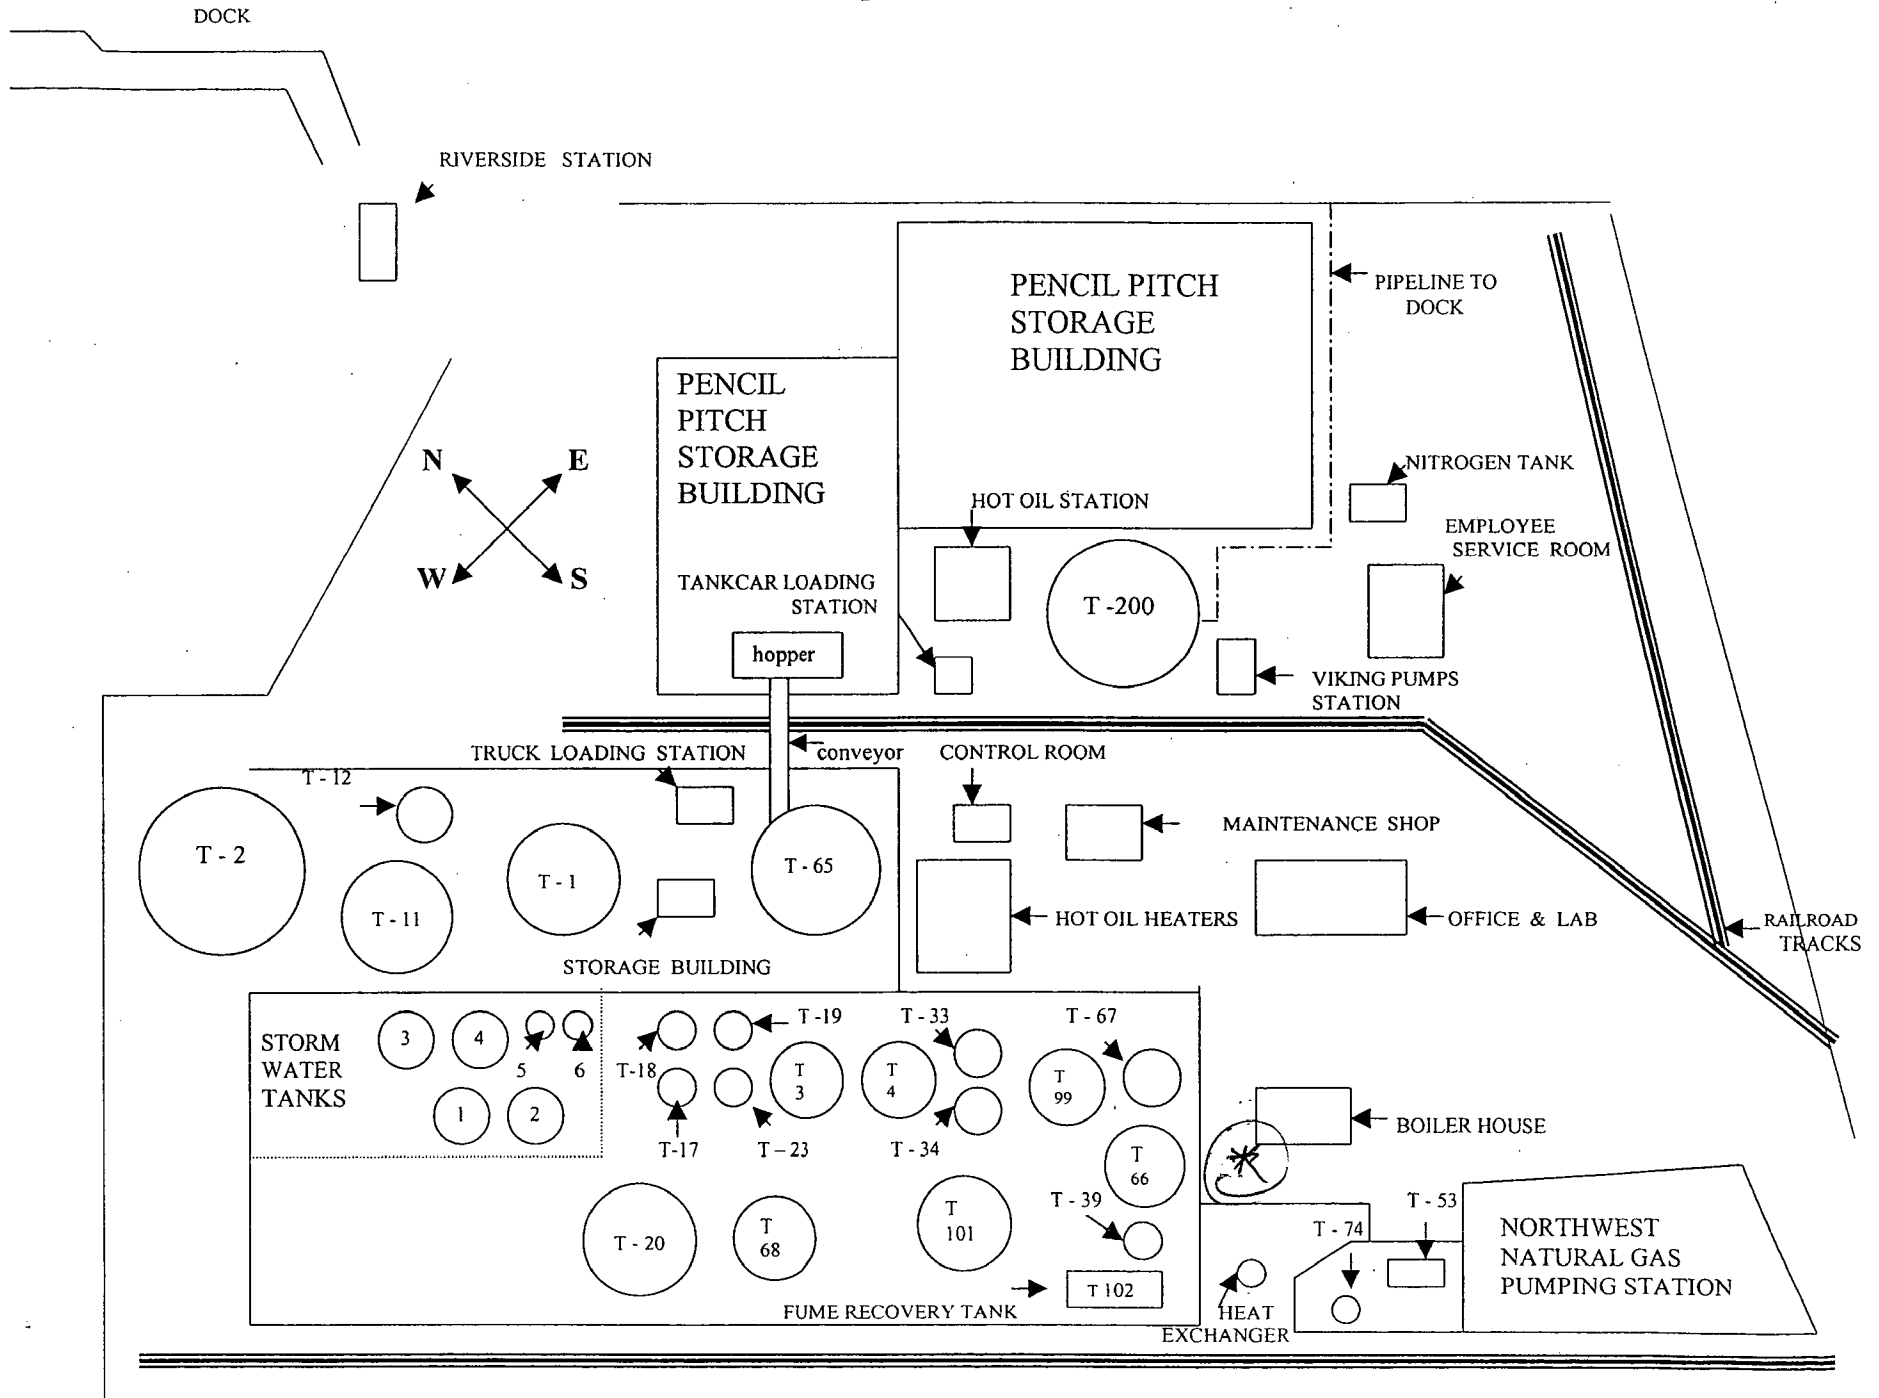 DOCK
RIVERSIDE STATION
PENCIL PITCH
STORAGE
BUILDING
PIPELINE TO
DOCK
PENCIL
PITCH
STORAGE
BUILDING
N E
W S
NITROGEN TANK
HOT OIL STATION
EMPLOYEE
SERVICE ROOM
TANKCAR LOADING
STATION
T -200
hopper
VIKING PUMPS
STATION
TRUCK LOADING STATION
conveyor
CONTROL ROOM
T - 12
MAINTENANCE SHOP
T - 2
T - 1
T - 65
T - 11
HOT OIL HEATERS
OFFICE & LAB
RAILROAD
TRACKS
STORAGE BUILDING
STORM
WATER
TANKS
3
4
5
6
1
2
T -19
T - 33
T - 67
T-18
T
3
T
4
T
99
T-17
T – 23
T - 34
T
66
BOILER HOUSE
T - 39
T - 53
T - 20
T
68
T
101
T - 74
NORTHWEST
NATURAL GAS
PUMPING STATION
T 102
FUME RECOVERY TANK
HEAT
EXCHANGER